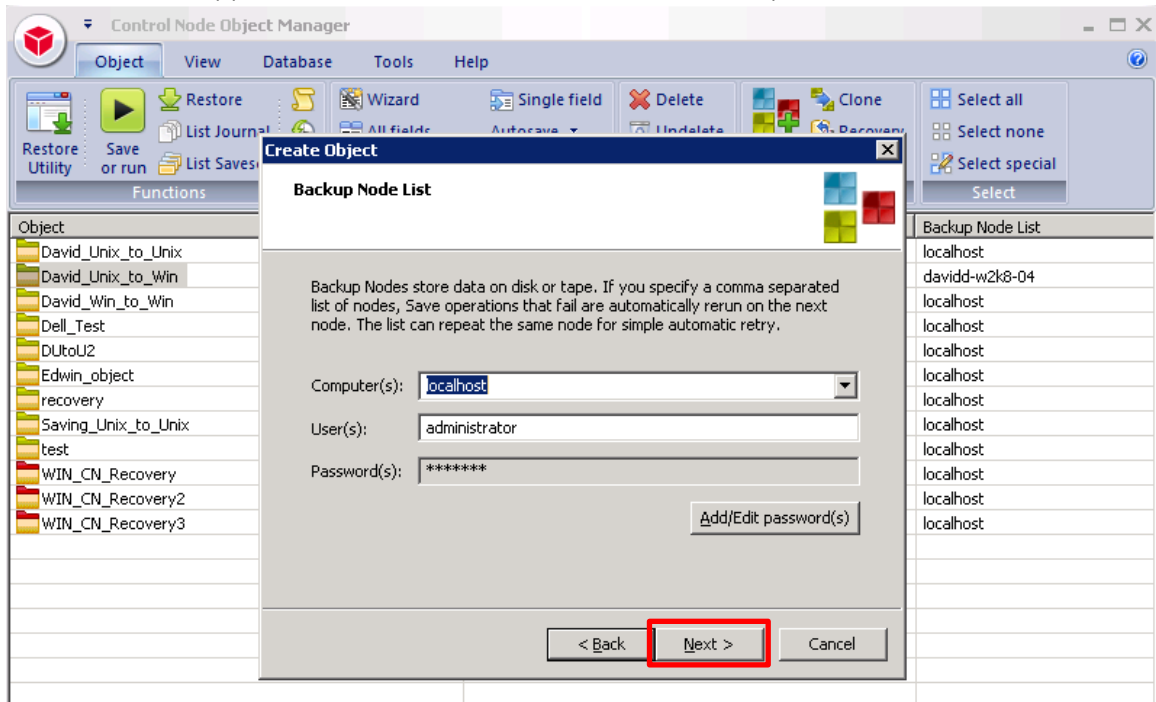 Control Node Object Manager
Object View Database Tools Help
Restore Utility
Save or run
Restore
List Journal
List Saves
Functions
Wizard
All fields
Single field
Autosave
Delete
Undelete
Clone
Recovery
Select all
Select none
Select special
Select
Create Object
Backup Node List
Backup Nodes store data on disk or tape. If you specify a comma separated
list of nodes, Save operations that fail are automatically rerun on the next
node. The list can repeat the same node for simple automatic retry.
Computer(s): localhost
User(s): administrator
Password(s): *******
Add/Edit password(s)
< Back Next > Cancel
Object Backup Node List
David_Unix_to_Unix localhost
David_Unix_to_Win davidd-w2k8-04
David_Win_to_Win localhost
Dell_Test localhost
DUtoU2 localhost
Edwin_object localhost
recovery localhost
Saving_Unix_to_Unix localhost
test localhost
WIN_CN_Recovery localhost
WIN_CN_Recovery2 localhost
WIN_CN_Recovery3 localhost